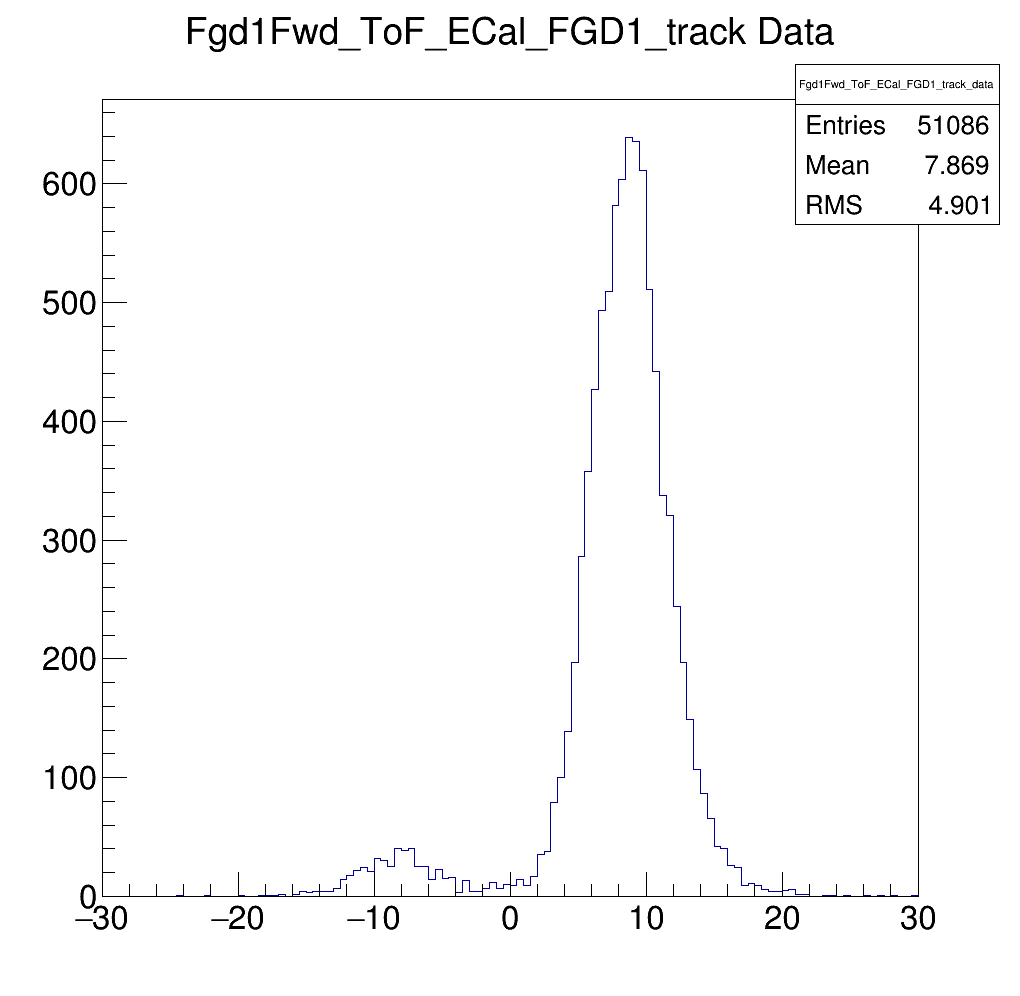 Fgd1Fwd_ToF_ECal_FGD1_track Data
Fgd1Fwd_ToF_ECal_FGD1_track_data
Entries 51086
Mean 7.869
RMS 4.901
600
500
400
300
200
100
0
−30 −20 −10 0 10 20 30